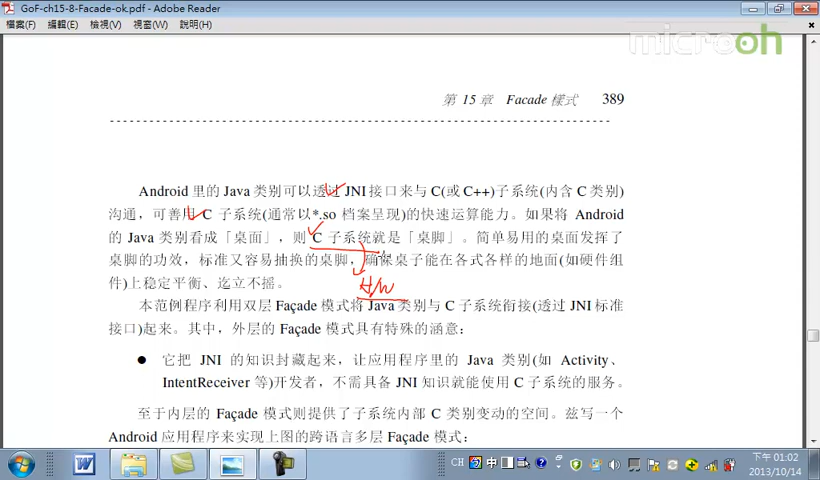 GoF-ch15-8-Facade-ok.pdf - Adobe Reader
檔案(F) 編輯(E) 檢視(V) 視窗(W) 說明(H)
microoh
第 15 章 Facade 樣式 389
Android 里的 Java 类别可以透过 JNI 接口来与 C(或 C++)子系统(内含 C 类别)
沟通，可善用 C 子系统(通常以*.so 档案呈现)的快速运算能力。如果将 Android
的 Java 类别看成「桌面」，则 C 子系统就是「桌脚」。简单易用的桌面发挥了
桌脚的功效，标准又容易抽换的桌脚，确保桌子能在各式各样的地面(如硬件组
件)上稳定平衡、迄立不摇。
H/W
本范例程序利用双层 Façade 模式将 Java 类别与 C 子系统衔接(透过 JNI 标准
接口)起来。其中，外层的 Façade 模式具有特殊的涵意：
● 它把 JNI 的知识封藏起来，让应用程序里的 Java 类别(如 Activity、
IntentReceiver 等)开发者，不需具备 JNI 知识就能使用 C 子系统的服务。
至于内层的 Façade 模式则提供了子系统内部 C 类别变动的空间。兹写一个
Android 应用程序来实现上图的跨语言多层 Façade 模式：
CH 中
下午 01:02
2013/10/14